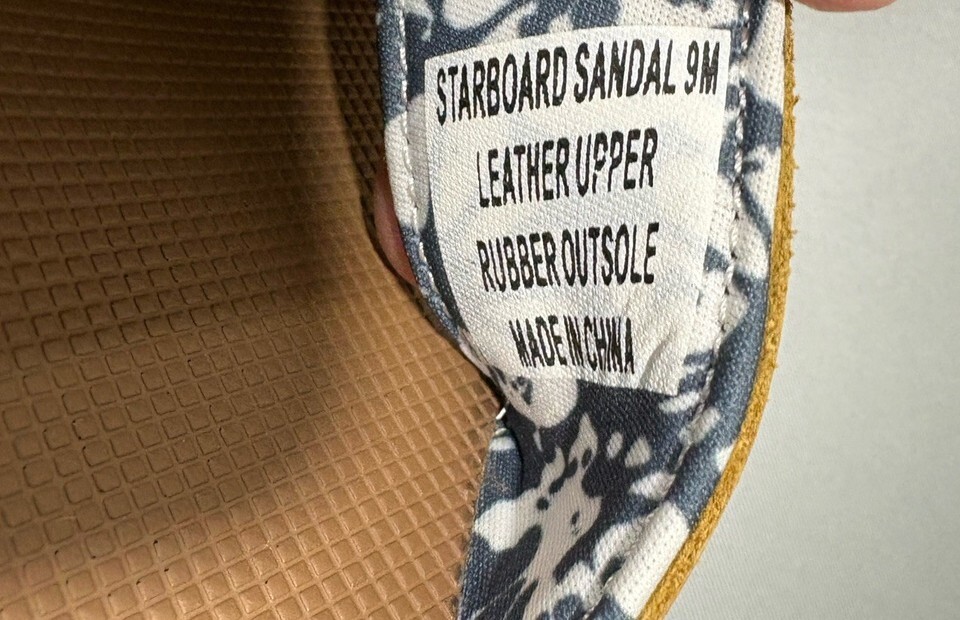 STARBOARD SANDAL 9M
LEATHER UPPER
RUBBER OUTSOLE
MADE IN CHINA